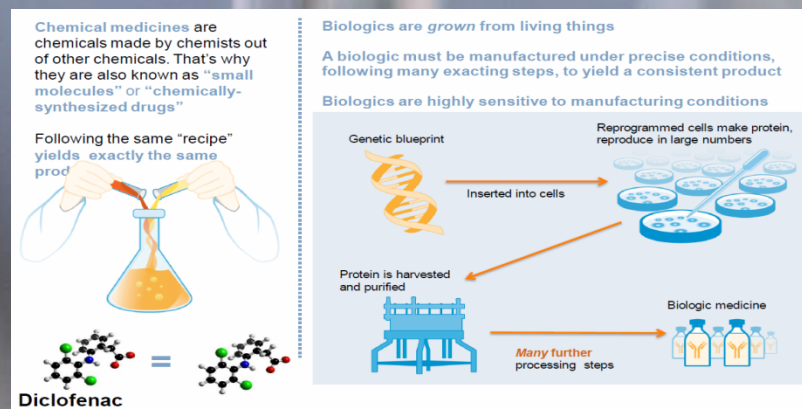 Chemical medicines are
chemicals made by chemists out
of other chemicals. That's why
they are also known as "small
molecules" or "chemically-
synthesized drugs"
Following the same "recipe"
yields exactly the same
Diclofenac
=
Biologics are grown from living things
A biologic must be manufactured under precise conditions,
following many exacting steps, to yield a consistent product
Biologics are highly sensitive to manufacturing conditions
Genetic blueprint
Inserted into cells
Reprogrammed cells make protein,
reproduce in large numbers
Protein is harvested
and purified
Many further
processing steps
Biologic medicine